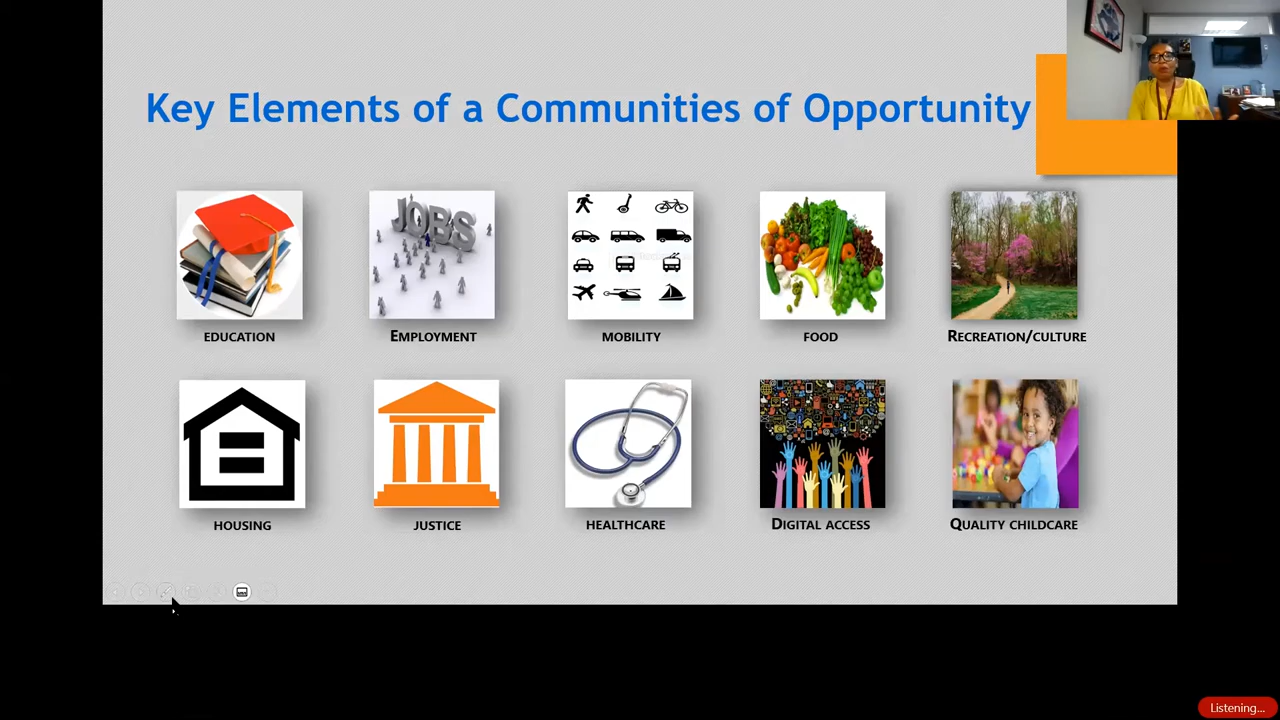 Key Elements of a Communities of Opportunity
JOBS
EDUCATION
EMPLOYMENT
MOBILITY
FOOD
RECREATION/CULTURE
HOUSING
JUSTICE
HEALTHCARE
DIGITAL ACCESS
QUALITY CHILDCARE
Listening...